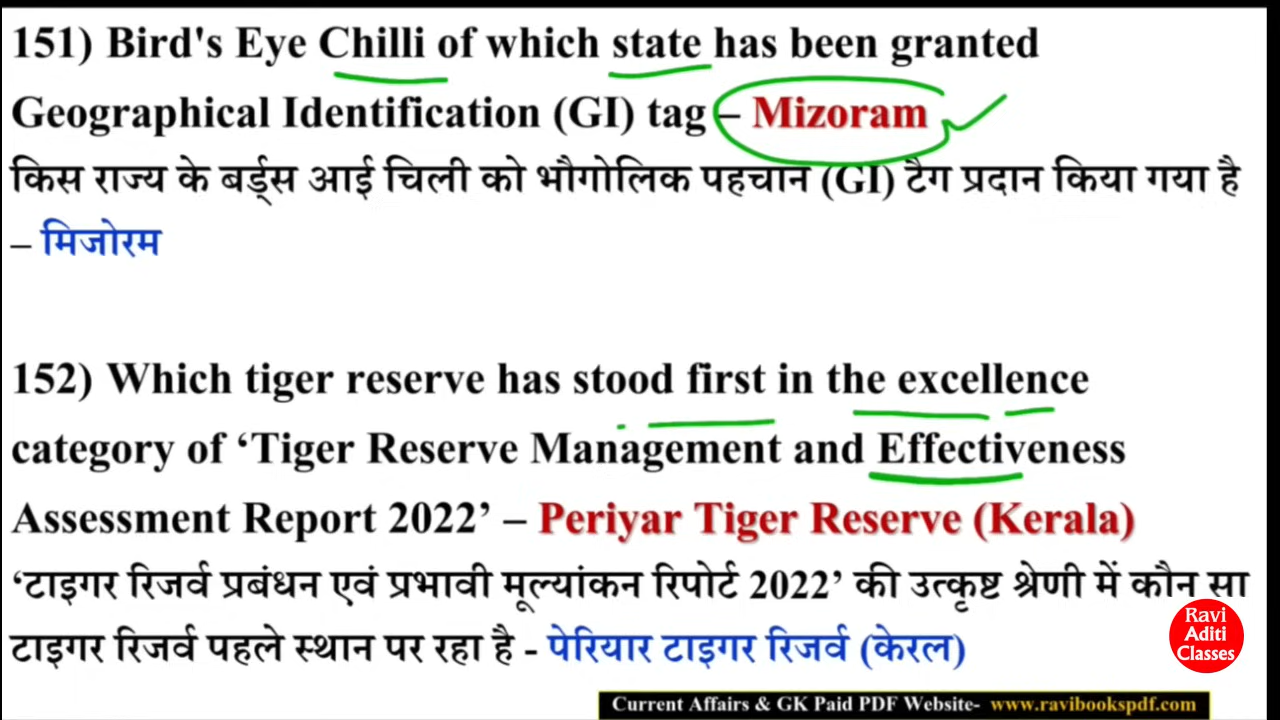 151) Bird's Eye Chilli of which state has been granted
Geographical Identification (GI) tag – Mizoram
किस राज्य के बर्ड्स आई चिली को भौगोलिक पहचान (GI) टैग प्रदान किया गया है
– मिजोरम
152) Which tiger reserve has stood first in the excellence
category of ‘Tiger Reserve Management and Effectiveness
Assessment Report 2022’ – Periyar Tiger Reserve (Kerala)
‘टाइगर रिजर्व प्रबंधन एवं प्रभावी मूल्यांकन रिपोर्ट 2022’ की उत्कृष्ट श्रेणी में कौन सा
टाइगर रिजर्व पहले स्थान पर रहा है - पेरियार टाइगर रिजर्व (केरल)
Ravi
Aditi
Classes
Current Affairs & GK Paid PDF Website- www.ravibookspdf.com